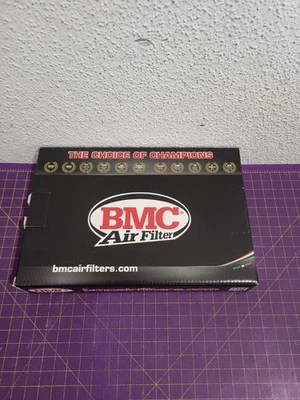 THE CHOICE OF CHAMPIONS
BMC
Air Filter
bmcairfilters.com